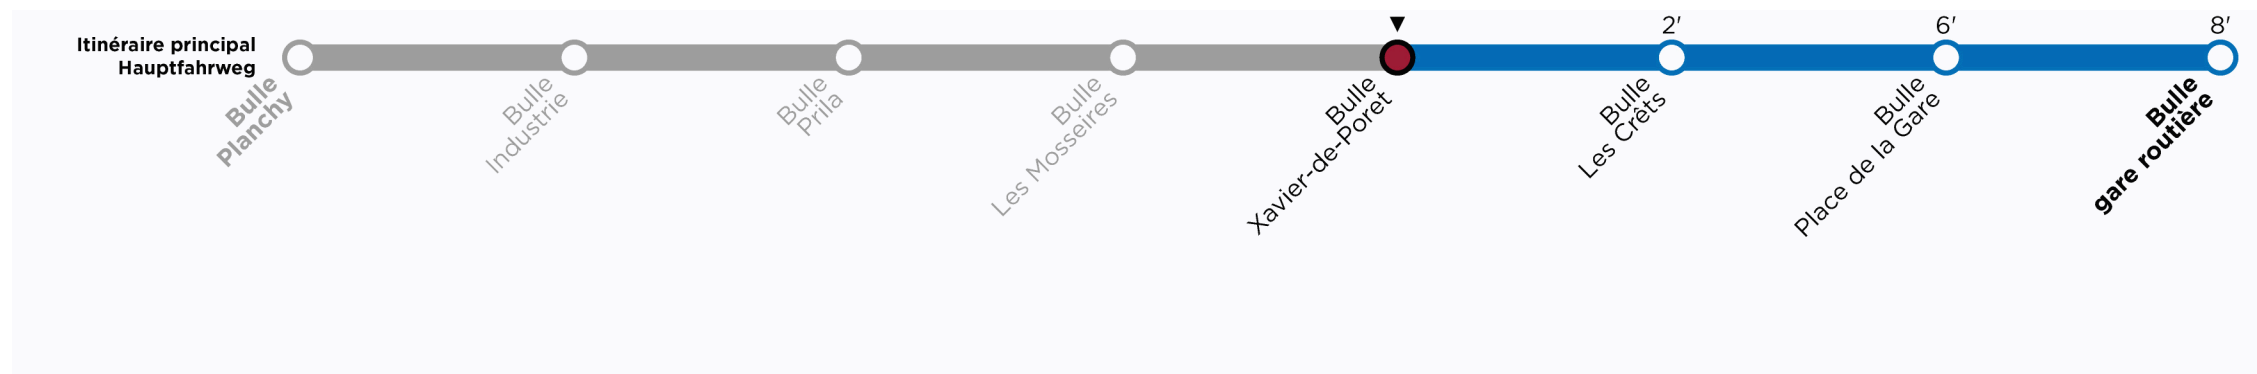 ▼ 2′ 6′ 8′
Itinéraire principal
Hauptfahrweg
Bulle
Planchy
Bulle
Industrie
Bulle
Prila
Bulle
Les Mosseires
Bulle
Xavier-de-Poret
Bulle
Les Crêts
Bulle
Place de la Gare
Bulle
gare routière